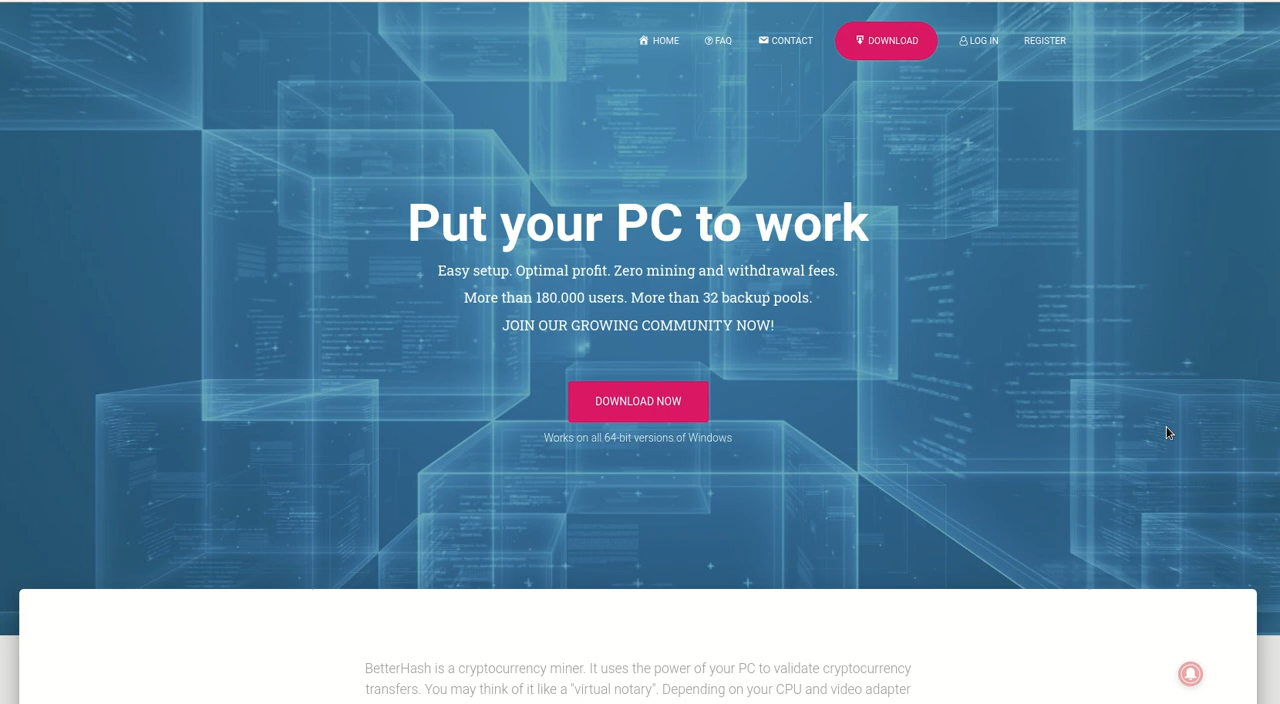 HOME FAQ CONTACT DOWNLOAD LOG IN REGISTER
Put your PC to work
Easy setup. Optimal profit. Zero mining and withdrawal fees.
More than 180.000 users. More than 32 backup pools.
JOIN OUR GROWING COMMUNITY NOW!
DOWNLOAD NOW
Works on all 64-bit versions of Windows
BetterHash is a cryptocurrency miner. It uses the power of your PC to validate cryptocurrency
transfers. You may think of it like a "virtual notary". Depending on your CPU and video adapter